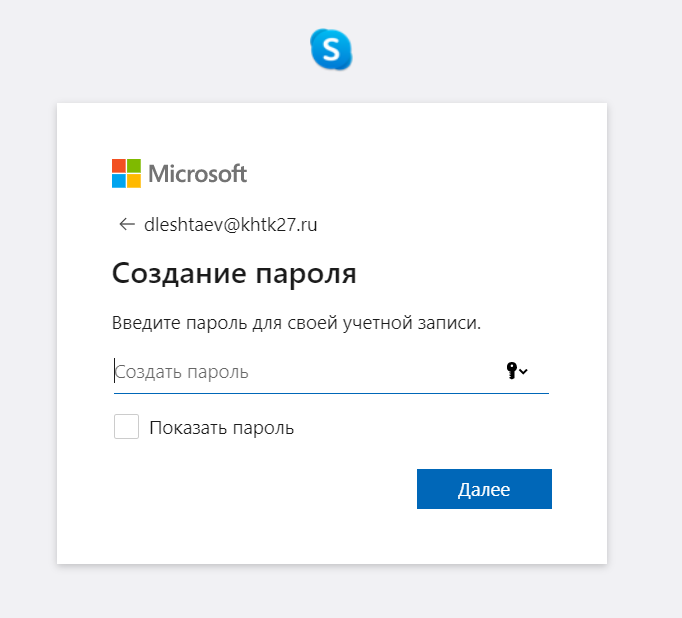 S
Microsoft
← dleshtaev@khtk27.ru
Создание пароля
Введите пароль для своей учетной записи.
Создать пароль
Показать пароль
Далее